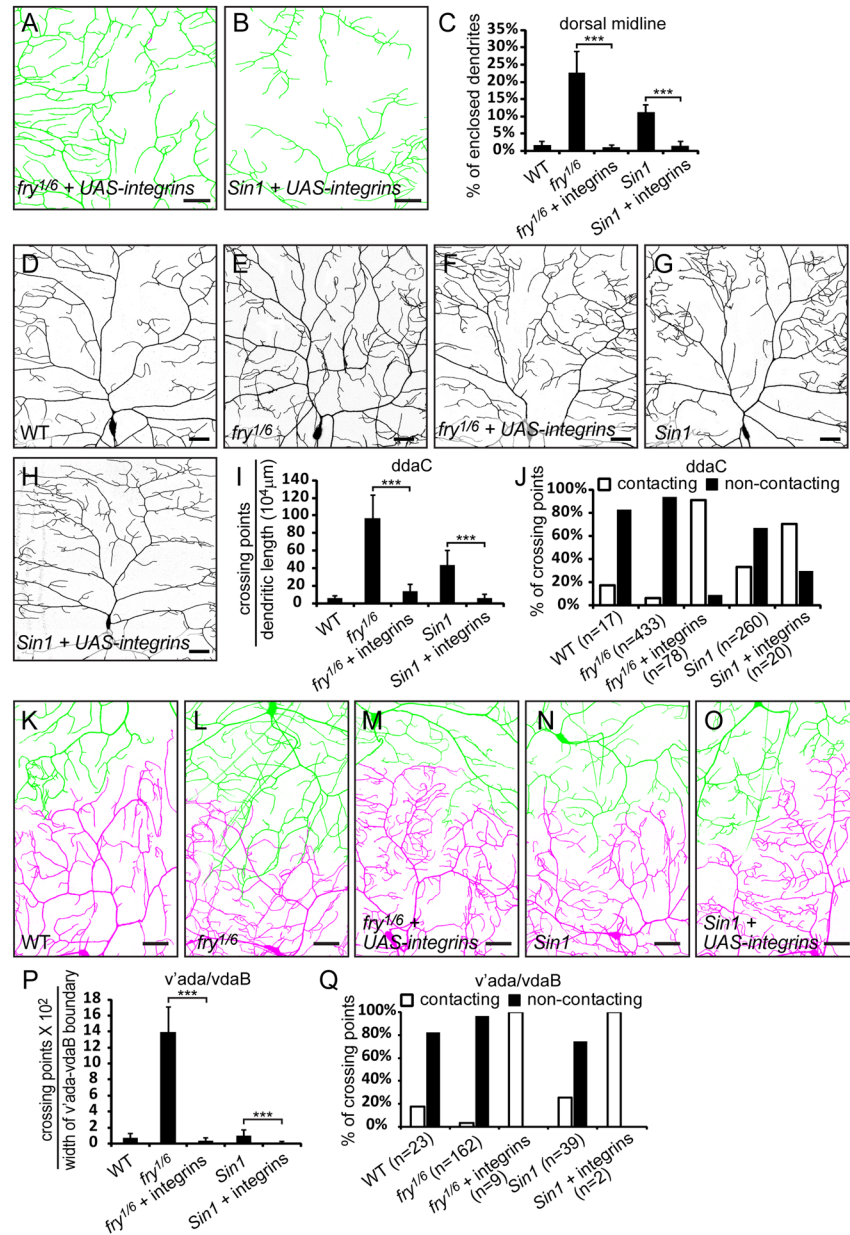 A
fry1/6 + UAS-integrins
B
Sin1 + UAS-integrins
C
dorsal midline
% of enclosed dendrites
35%
30%
25%
20%
15%
10%
5%
0%
***
***
WT
fry1/6
fry1/6 + integrins
Sin1
Sin1 + integrins
D
WT
E
fry1/6
F
fry1/6 + UAS-integrins
G
Sin1
H
Sin1 + UAS-integrins
I
ddaC
crossing points
dendritic length (10⁴μm)
120
100
80
60
40
20
0
***
***
WT
fry1/6
fry1/6 + integrins
Sin1
Sin1 + integrins
J
ddaC
contacting non-contacting
% of crossing points
100%
80%
60%
40%
20%
0%
WT (n=17)
fry1/6 (n=433)
fry1/6 + integrins
(n=78)
Sin1 (n=260)
Sin1 + integrins
(n=20)
K
WT
L
fry1/6
M
fry1/6 +
UAS-integrins
N
Sin1
O
Sin1 +
UAS-integrins
P
v'ada/vdaB
crossing points X 10²
width of v'ada-vdaB boundary
18
16
14
12
10
8
6
4
2
0
***
***
WT
fry1/6
fry1/6 + integrins
Sin1
Sin1 + integrins
Q
v'ada/vdaB
contacting non-contacting
% of crossing points
100%
80%
60%
40%
20%
0%
WT (n=23)
fry1/6 (n=162)
fry1/6 + integrins
(n=9)
Sin1 (n=39)
Sin1 + integrins
(n=2)